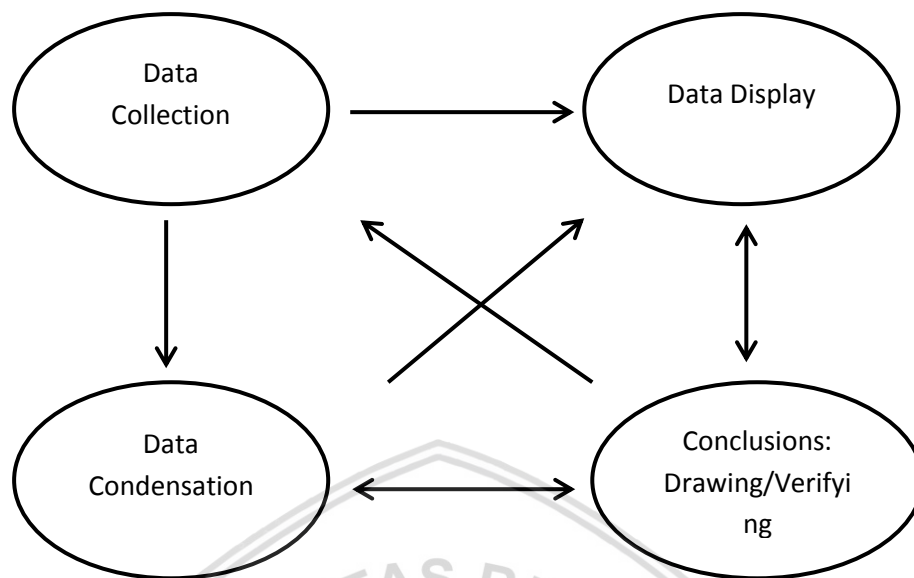 Data
Collection
Data Display
Data
Condensation
Conclusions:
Drawing/Verifyi
ng